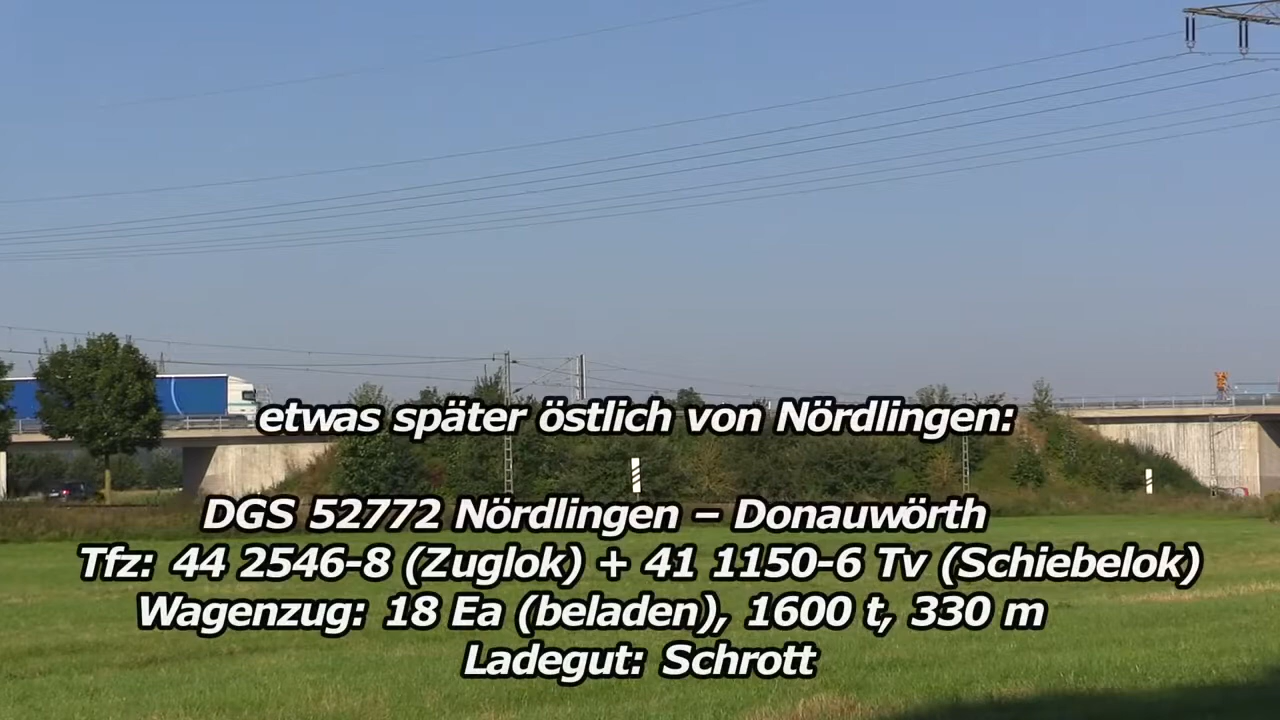 etwas später östlich von Nördlingen:
DGS 52772 Nördlingen – Donauwörth
Tfz: 44 2546-8 (Zuglok) + 41 1150-6 Tv (Schiebelok)
Wagenzug: 18 Ea (beladen), 1600 t, 330 m
Ladegut: Schrott